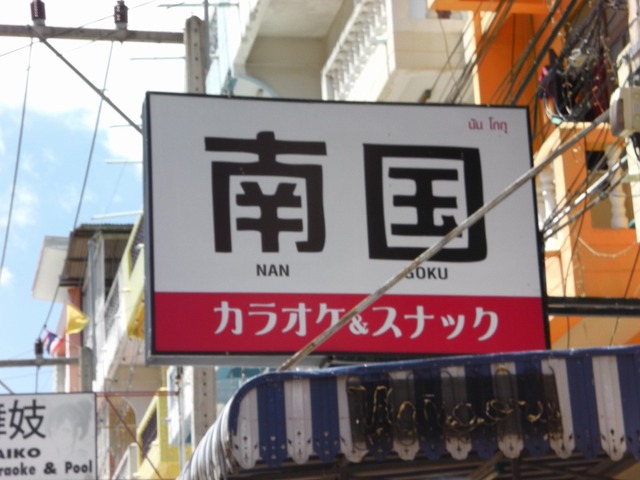 นัน โกกุ
南国
NAN GOKU
カラオケ&スナック
舞妓
AIKO
raoke & Pool